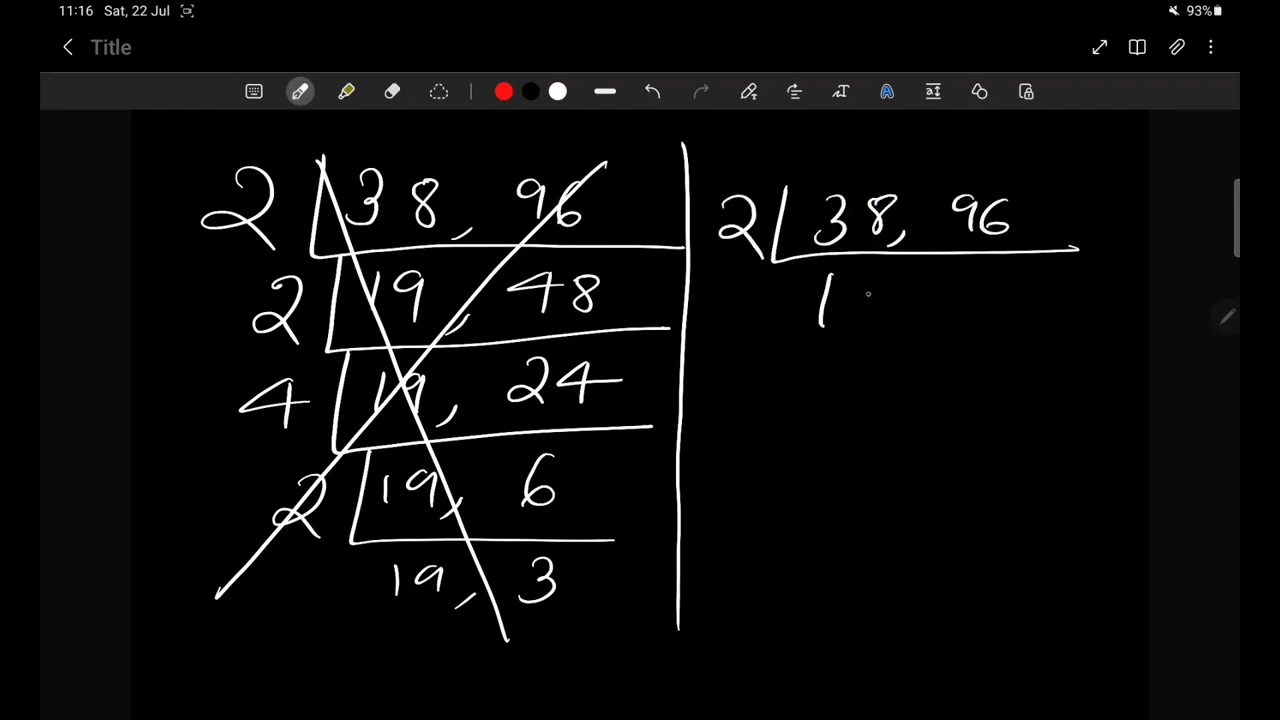 11:16 Sat, 22 Jul
93%
Title
2 38, 96
2 19, 48
4 19, 24
2 19, 6
19, 3
2 38, 96
1